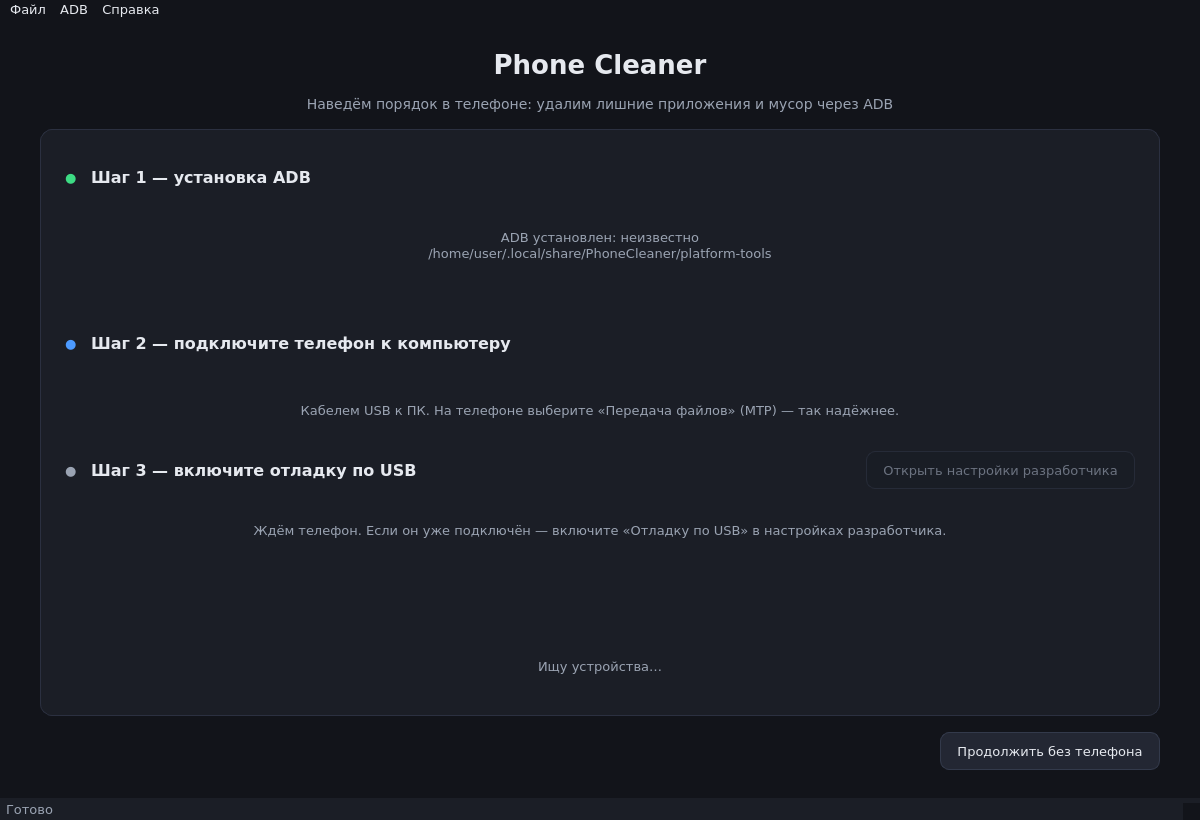 Файл ADB Справка
Phone Cleaner
Наведём порядок в телефоне: удалим лишние приложения и мусор через ADB
Шаг 1 — установка ADB
ADB установлен: неизвестно
/home/user/.local/share/PhoneCleaner/platform-tools
Шаг 2 — подключите телефон к компьютеру
Кабелем USB к ПК. На телефоне выберите «Передача файлов» (MTP) — так надёжнее.
Шаг 3 — включите отладку по USB
Открыть настройки разработчика
Ждём телефон. Если он уже подключён — включите «Отладку по USB» в настройках разработчика.
Ищу устройства…
Продолжить без телефона
Готово